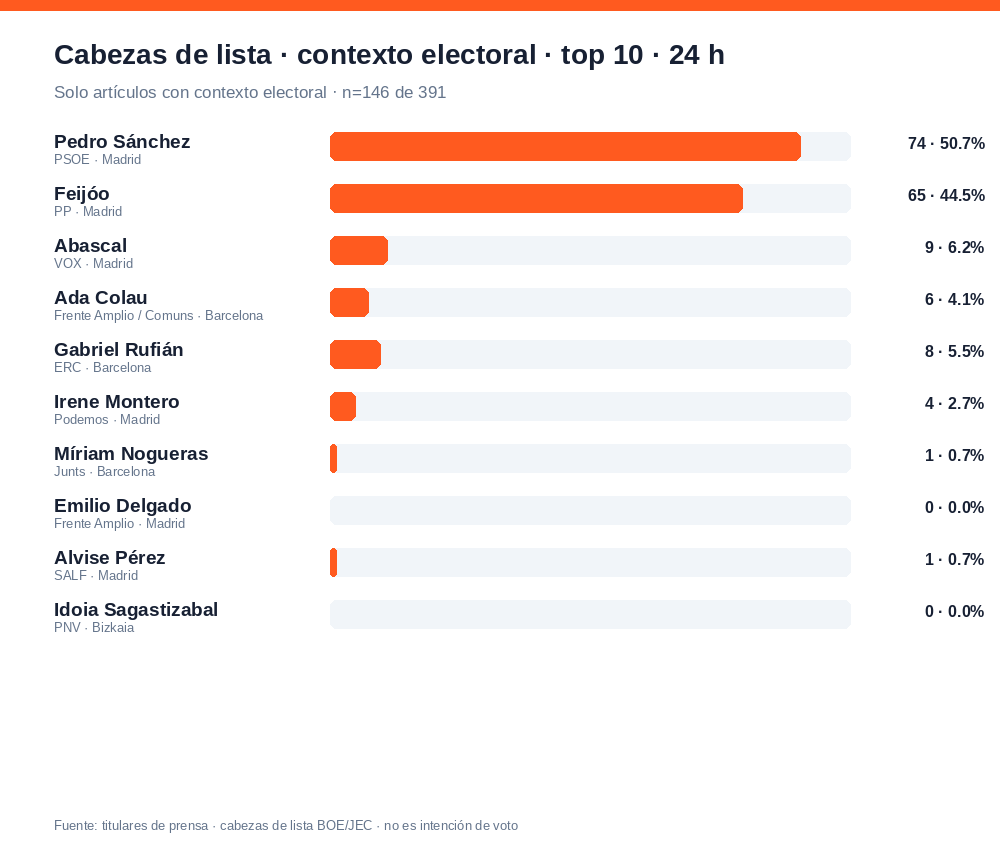 Cabezas de lista · contexto electoral · top 10 · 24 h
Solo artículos con contexto electoral · n=146 de 391
Pedro Sánchez
PSOE · Madrid
74 · 50.7%
Feijóo
PP · Madrid
65 · 44.5%
Abascal
VOX · Madrid
9 · 6.2%
Ada Colau
Frente Amplio / Comuns · Barcelona
6 · 4.1%
Gabriel Rufián
ERC · Barcelona
8 · 5.5%
Irene Montero
Podemos · Madrid
4 · 2.7%
Míriam Nogueras
Junts · Barcelona
1 · 0.7%
Emilio Delgado
Frente Amplio · Madrid
0 · 0.0%
Alvise Pérez
SALF · Madrid
1 · 0.7%
Idoia Sagastizabal
PNV · Bizkaia
0 · 0.0%
Fuente: titulares de prensa · cabezas de lista BOE/JEC · no es intención de voto